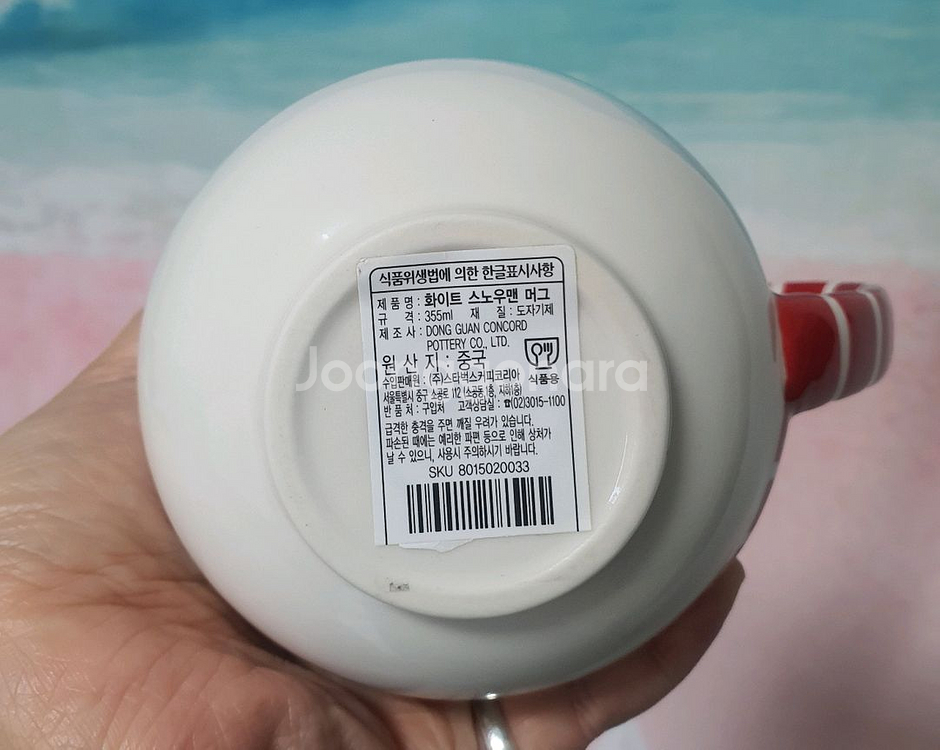 식품위생법에 의한 한글표시사항
제 품 명 : 화이트 스노우맨 머그
규 격 : 355ml 재 질 : 도자기제
제 조 사 : DONG GUAN CONCORD
POTTERY CO., LTD.
원 산 지 : 중국
수입판매원 : (주)스타벅스커피코리아
식품용
서울특별시 중구 소공로 112 (소공동, 1층, 지하1층)
반 품 처 : 구입처 고객상담실 : ☎(02)3015-1100
급격한 충격을 주면 깨질 우려가 있습니다.
파손된 때에는 예리한 파편 등으로 인해 상처가
날 수 있으니, 사용시 주의하시기 바랍니다.
SKU 8015020033
Joonggonara